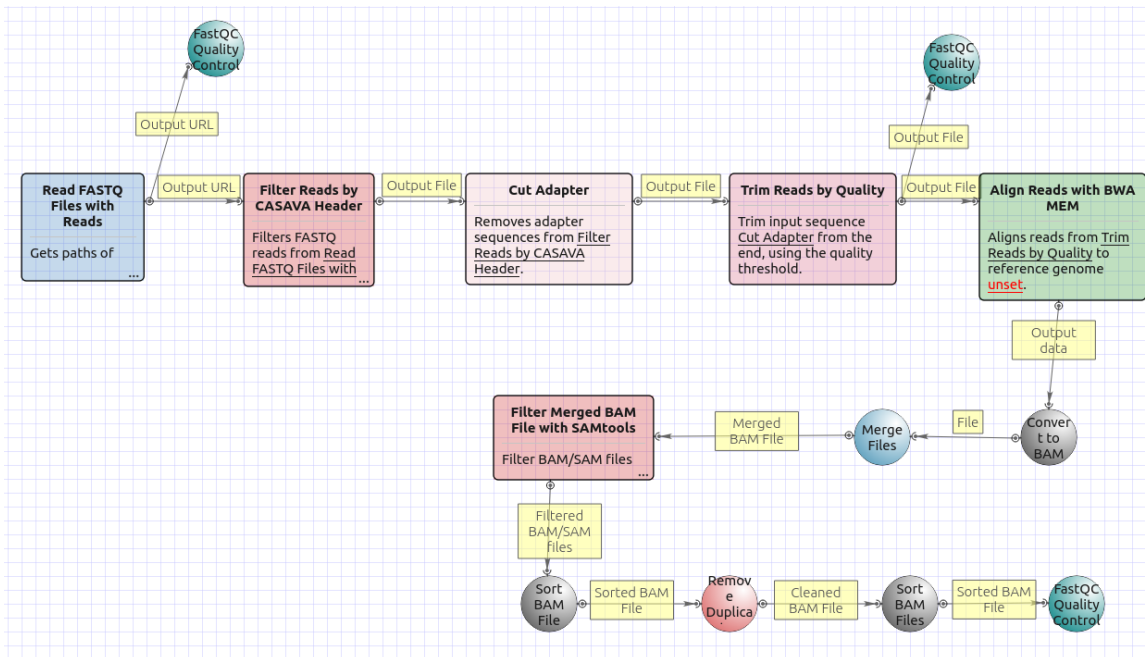 FastQC
Quality
Control
FastQC
Quality
Control
Output URL
Output File
Read FASTQ
Files with
Reads
Gets paths of
...
Output URL
Filter Reads by
CASAVA Header
Filters FASTQ
reads from Read
FASTQ Files with
...
Output File
Cut Adapter
Removes adapter
sequences from Filter
Reads by CASAVA
Header.
Output File
Trim Reads by Quality
Trim input sequence
Cut Adapter from the
end, using the quality
threshold.
Output File
Align Reads with BWA
MEM
Aligns reads from Trim
Reads by Quality to
reference genome
unset.
Output
data
Filter Merged BAM
File with SAMtools
Filter BAM/SAM files
...
Merged
BAM File
Merge
Files
File
Conver
t to
BAM
Filtered
BAM/SAM
files
Sort
BAM
File
Sorted BAM
File
Remov
e
Duplica
Cleaned
BAM File
Sort
BAM
Files
Sorted BAM
File
FastQC
Quality
Control